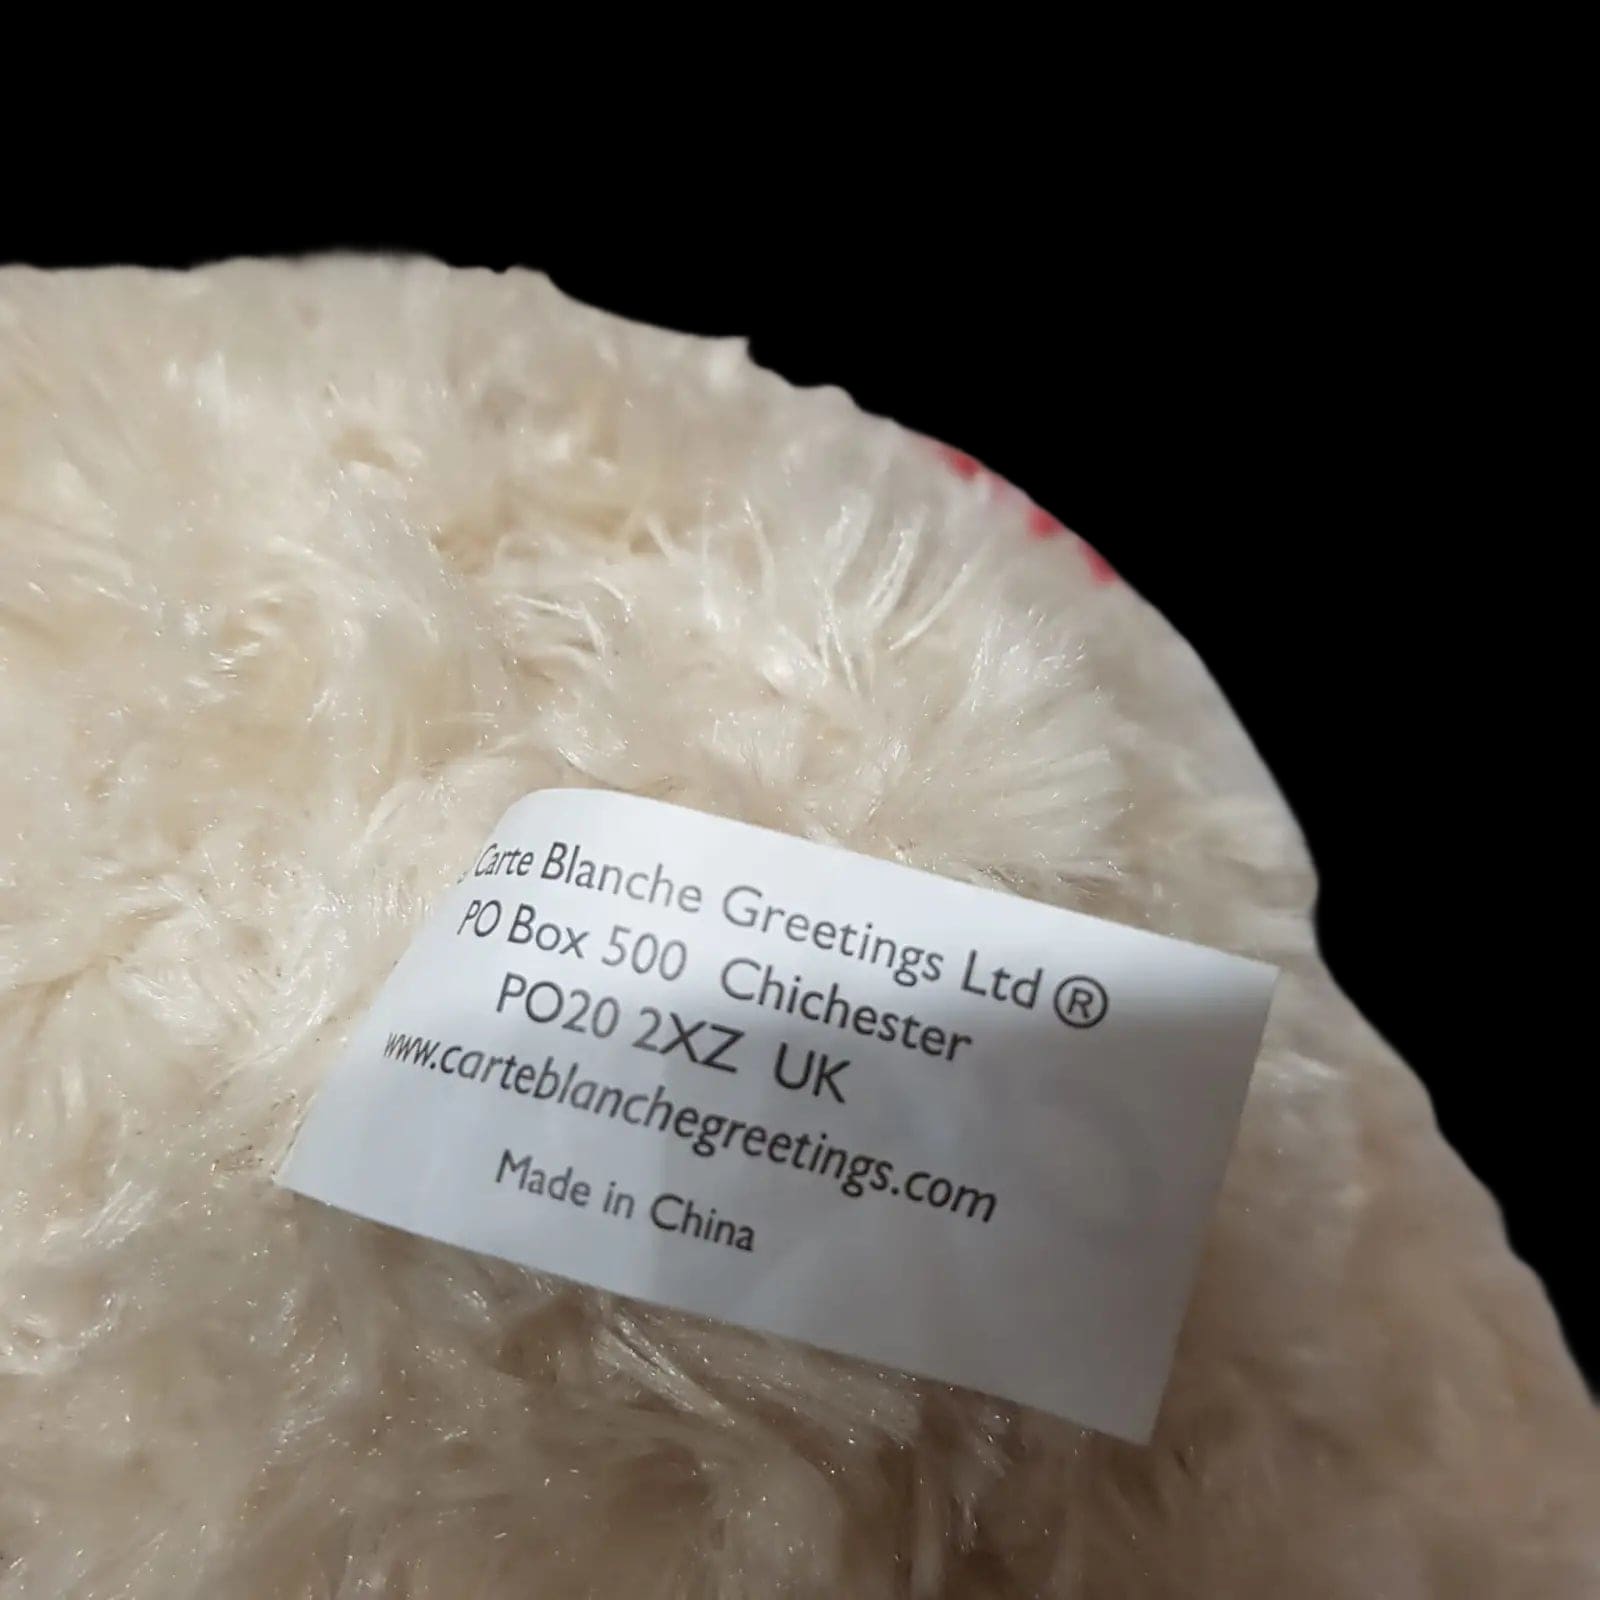 Carte Blanche Greetings Ltd ®
PO Box 500 Chichester
PO20 2XZ UK
www.carteblanchegreetings.com
Made in China